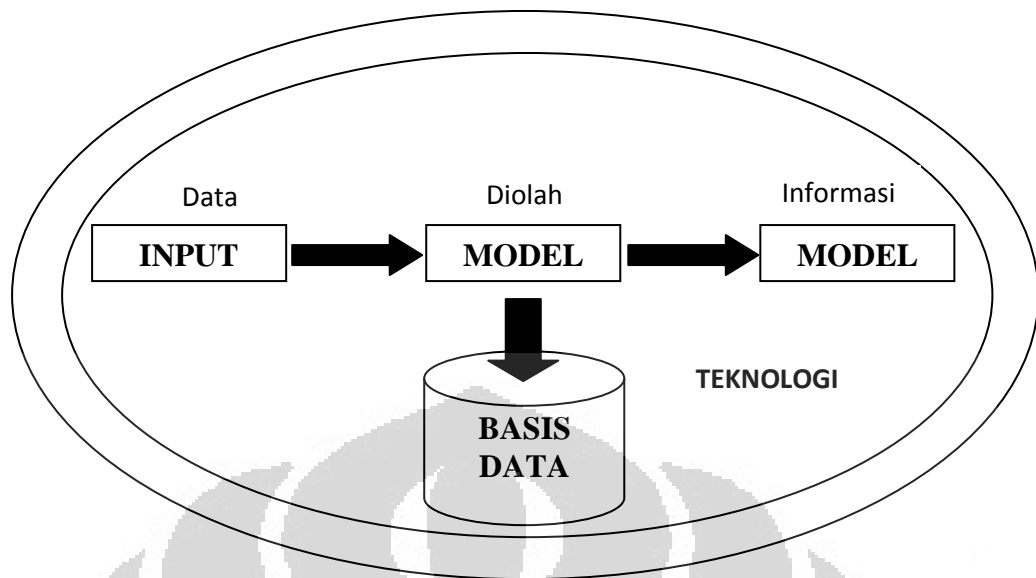 Data
Diolah
Informasi
INPUT
MODEL
MODEL
TEKNOLOGI
BASIS
DATA